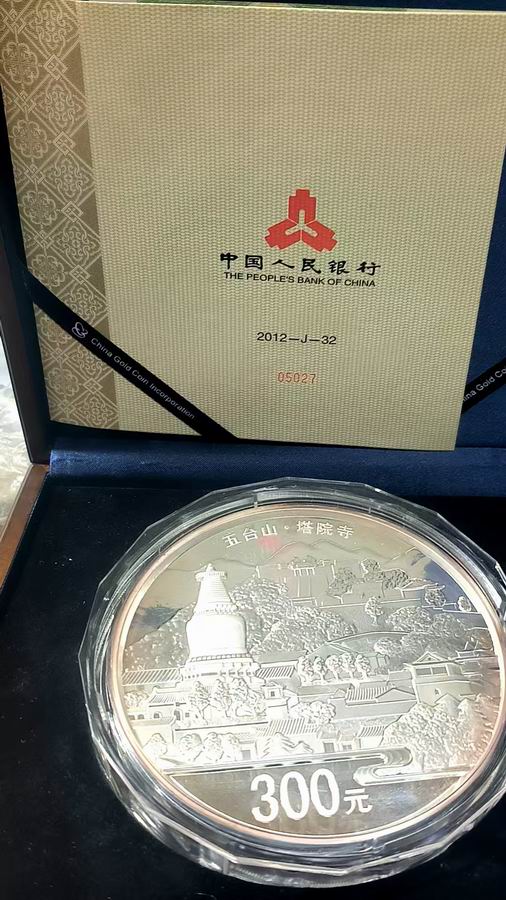 中国人民银行
THE PEOPLE'S BANK OF CHINA
2012-J-32
05027
China Gold Coin Incorporation
China Gold Co
五台山·塔院寺
300元